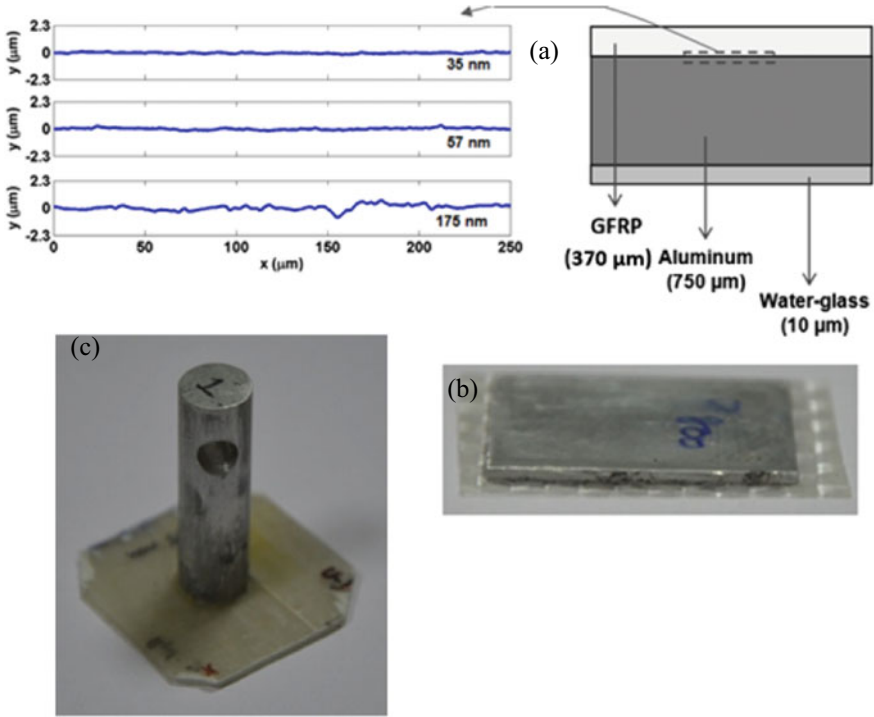 2.3
0
-2.3
y (μm)
35 nm
2.3
0
-2.3
y (μm)
57 nm
2.3
0
-2.3
y (μm)
175 nm
0 50 100 150 200 250
x (μm)
(a)
GFRP
(370 μm)
Aluminum
(750 μm)
Water-glass
(10 μm)
(c)
1
(b)